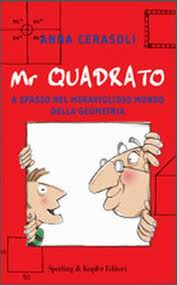 ANNA CERASOLI
Mr QUADRATO
A SPASSO NEL MERAVIGLIOSO MONDO
DELLA GEOMETRIA
Sperling & Kupfer Editori